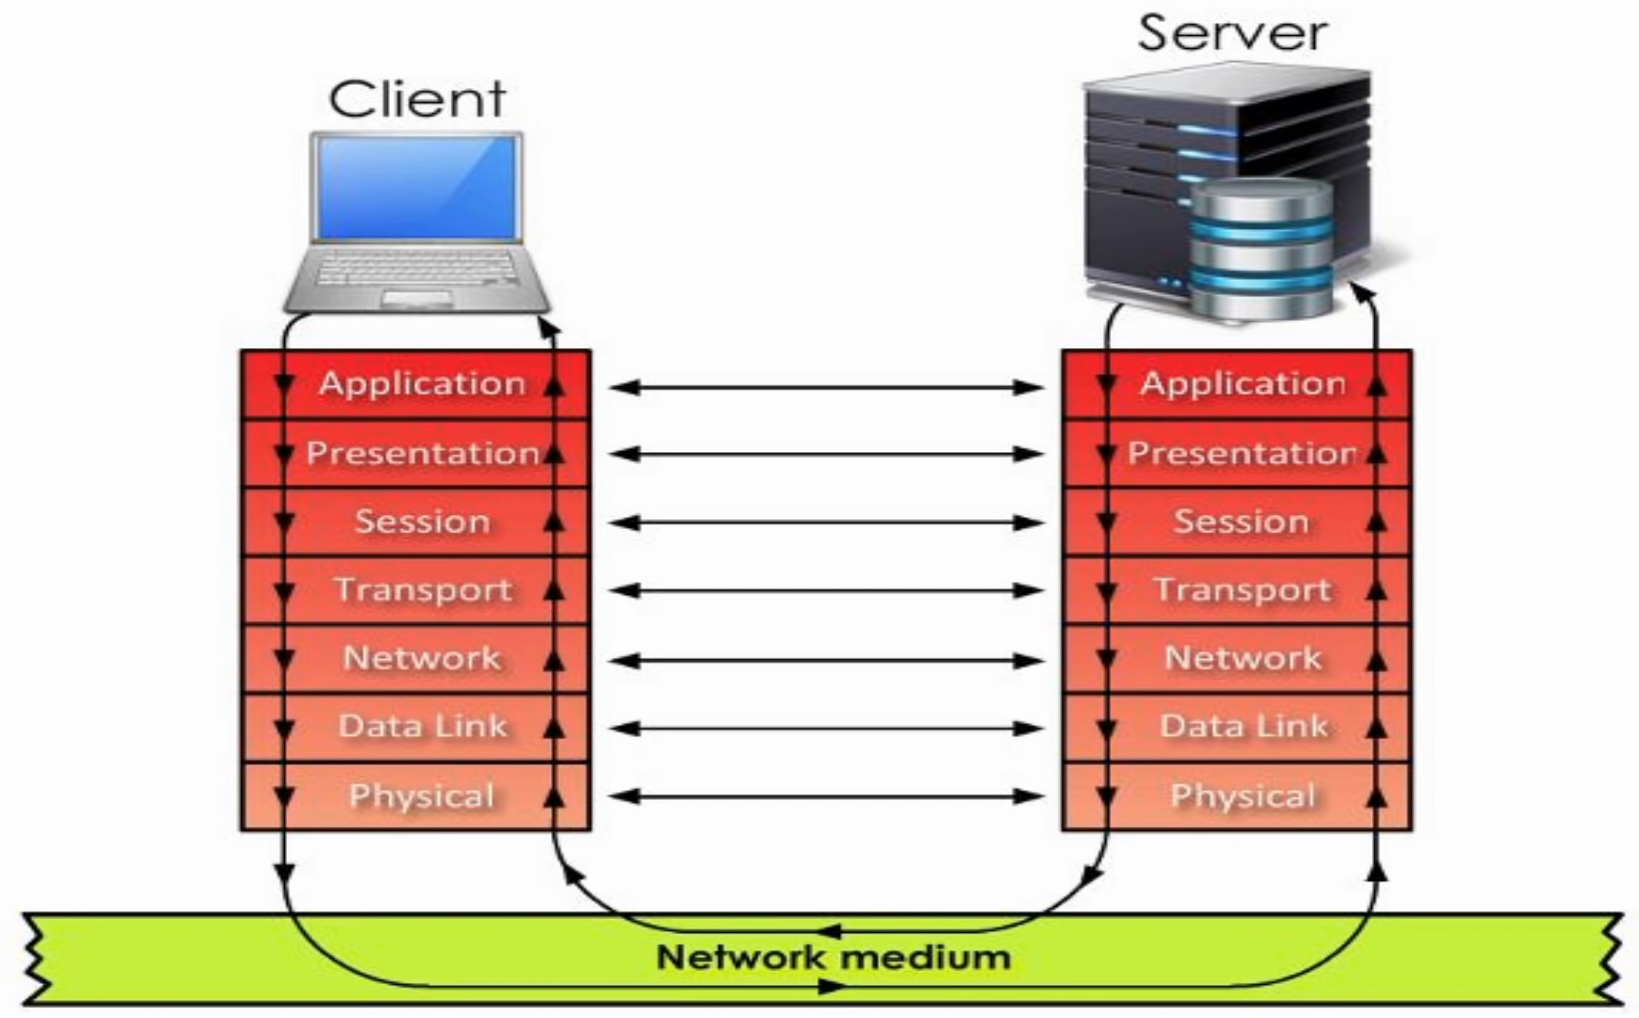 Server
Client
Application
Presentation
Session
Transport
Network
Data Link
Physical
Application
Presentation
Session
Transport
Network
Data Link
Physical
Network medium